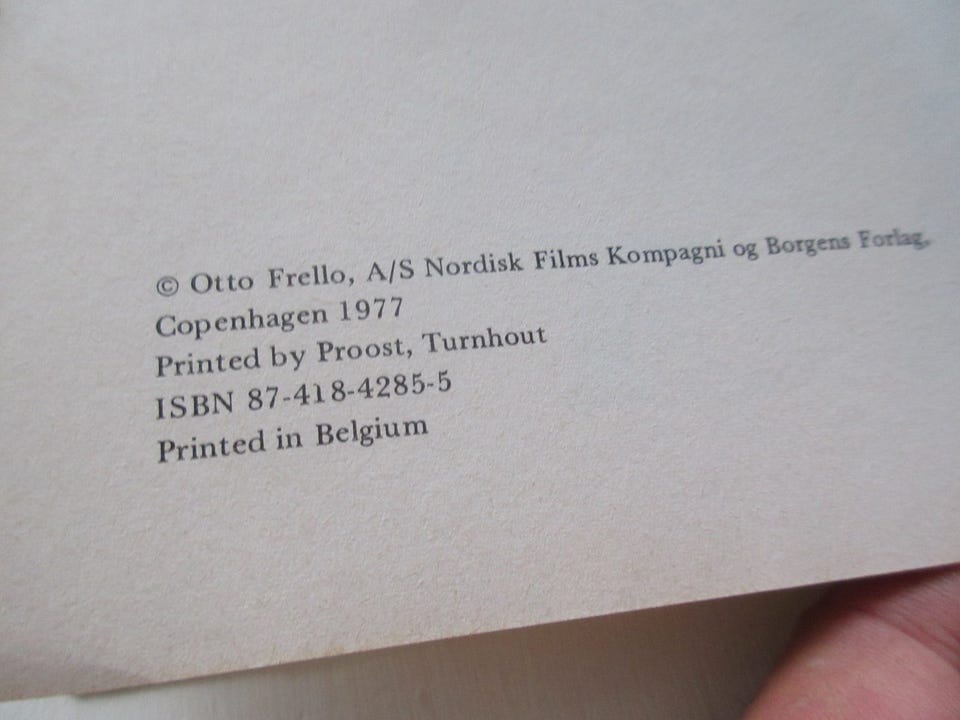 © Otto Frello, A/S Nordisk Films Kompagni og Borgens Forlag,
Copenhagen 1977
Printed by Proost, Turnhout
ISBN 87-418-4285-5
Printed in Belgium